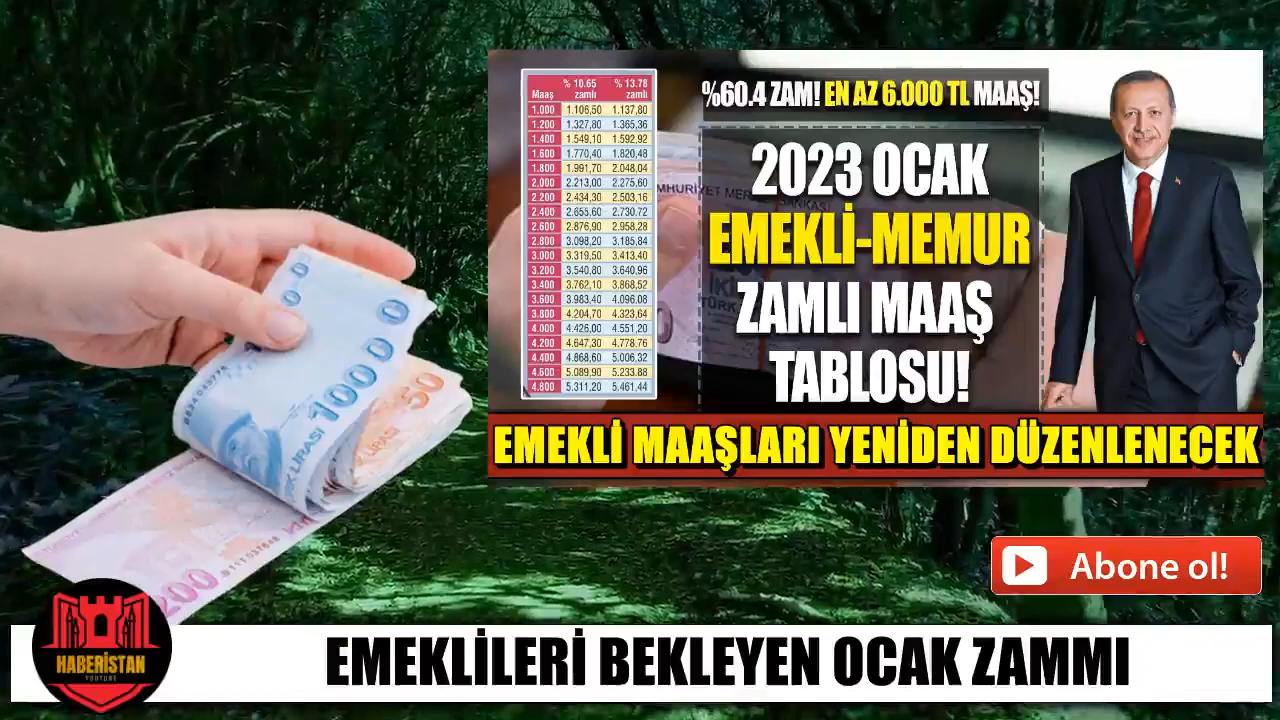 %60.4 ZAM! EN AZ 6.000 TL MAAŞ!
2023 OCAK
EMEKLİ-MEMUR
ZAMLI MAAŞ
TABLOSU!
Maaş % 10.65 zamlı % 13.78 zamlı
1.000 1.106,50 1.137,80
1.200 1.327,80 1.365,36
1.400 1.549,10 1.592,92
1.600 1.770,40 1.820,48
1.800 1.991,70 2.048,04
2.000 2.213,00 2.275,60
2.200 2.434,30 2.503,16
2.400 2.855,60 2.730.72
2.600 2.876,90 2.958,28
2.800 3.098,20 3.185,84
3.000 3.319,50 3.413,40
3.200 3.540,80 3.640,96
3.400 3.762,10 3.868,52
3.600 3.983,40 4.096,08
3.800 4.204,70 4.323,64
4.000 4.426,00 4.551,20
4.200 4.647,30 4.778,76
4.400 4.868,60 5.006,32
4.600 5.089,90 5.233.88
4.800 5.311,20 5.461,44
EMEKLİ MAAŞLARI YENİDEN DÜZENLENECEK
100
50
200
LIRASI
Abone ol!
HABERİSTAN
YOUTUBE
EMEKLİLERİ BEKLEYEN OCAK ZAMMI